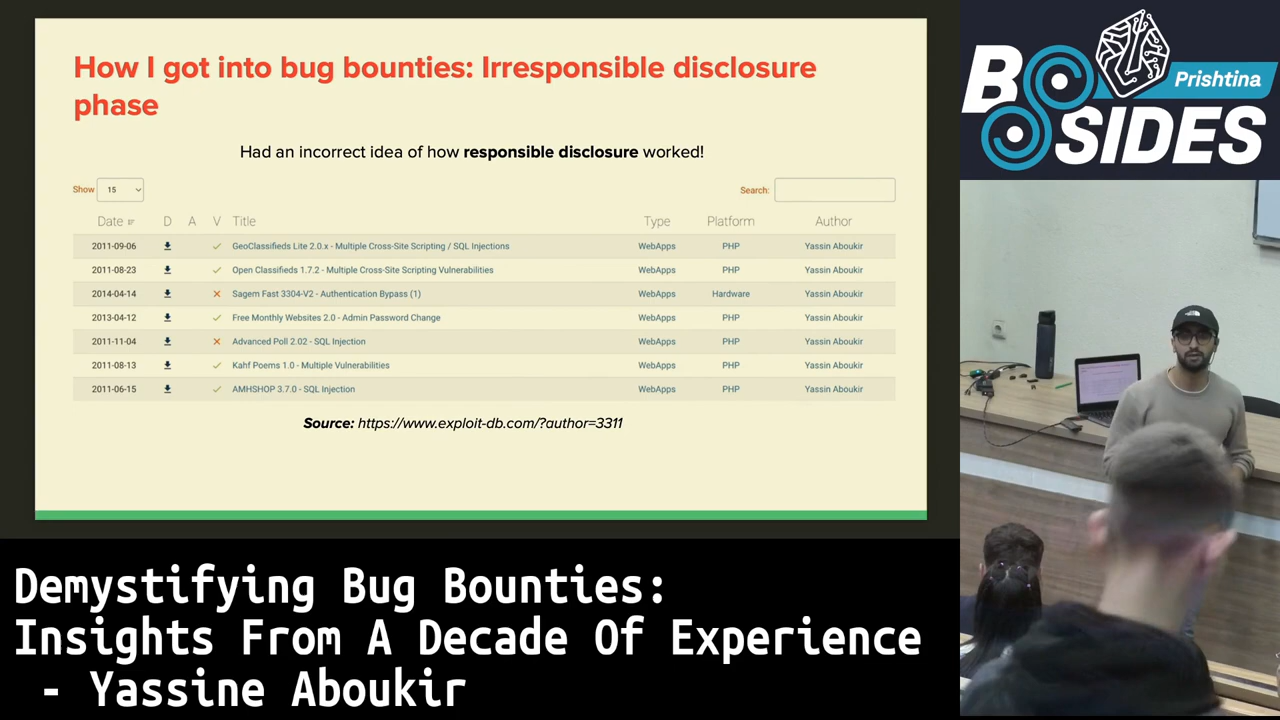 How I got into bug bounties: Irresponsible disclosure
phase
Had an incorrect idea of how responsible disclosure worked!
Show 15 Search:
Date D A V Title Type Platform Author
2011-09-06 GeoClassifieds Lite 2.0.x - Multiple Cross-Site Scripting / SQL Injections WebApps PHP Yassin Aboukir
2011-08-23 Open Classifieds 1.7.2 - Multiple Cross-Site Scripting Vulnerabilities WebApps PHP Yassin Aboukir
2014-04-14 Sagem Fast 3304-V2 - Authentication Bypass (1) WebApps Hardware Yassin Aboukir
2013-04-12 Free Monthly Websites 2.0 - Admin Password Change WebApps PHP Yassin Aboukir
2011-11-04 Advanced Poll 2.02 - SQL Injection WebApps PHP Yassin Aboukir
2011-08-13 Kahf Poems 1.0 - Multiple Vulnerabilities WebApps PHP Yassin Aboukir
2011-06-15 AMHSHOP 3.7.0 - SQL Injection WebApps PHP Yassin Aboukir
Source: https://www.exploit-db.com/?author=3311
BSIDES
Prishtina
Demystifying Bug Bounties:
Insights From A Decade Of Experience
- Yassine Aboukir